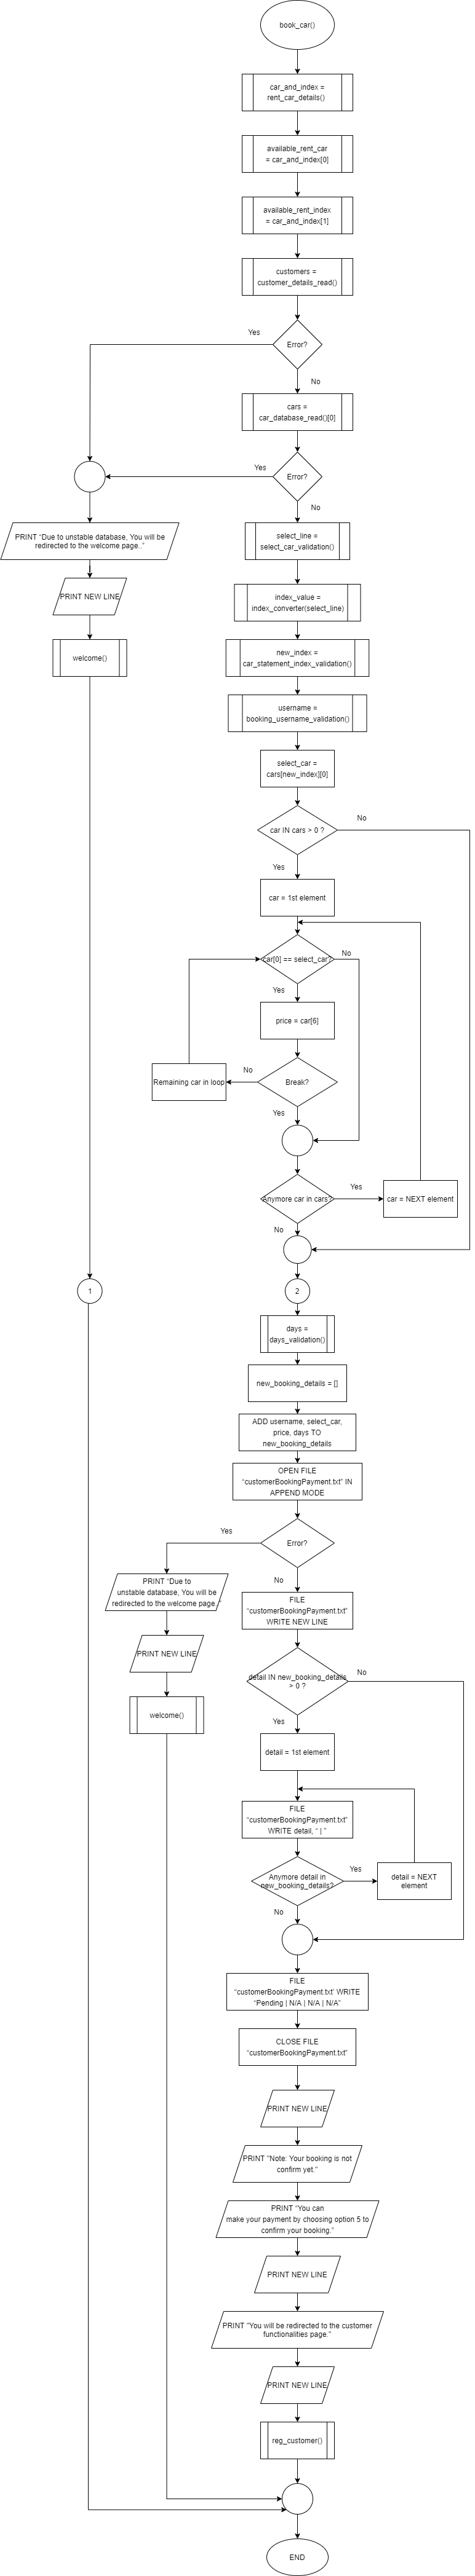 book_car()
car_and_index =
rent_car_details()
available_rent_car
= car_and_index[0]
available_rent_index
= car_and_index[1]
customers =
customer_details_read()
Yes
Error?
No
cars =
car_database_read()[0]
Yes
Error?
No
PRINT “Due to unstable database, You will be
redirected to the welcome page..”
select_line =
select_car_validation()
PRINT NEW LINE
index_value =
index_converter(select_line)
welcome()
new_index =
car_statement_index_validation()
username =
booking_username_validation()
select_car =
cars[new_index][0]
No
car IN cars > 0 ?
Yes
car = 1st element
No
car[0] == select_car?
Yes
price = car[6]
No
Remaining car in loop
Break?
Yes
Yes
Anymore car in cars?
car = NEXT element
No
1
2
days =
days_validation()
new_booking_details = []
ADD username, select_car,
price, days TO
new_booking_details
OPEN FILE
“customerBookingPayment.txt” IN
APPEND MODE
Yes
Error?
No
PRINT “Due to
unstable database, You will be
redirected to the welcome page..”
FILE
“customerBookingPayment.txt”
WRITE NEW LINE
PRINT NEW LINE
No
detail IN new_booking_details
> 0 ?
welcome()
Yes
detail = 1st element
FILE
“customerBookingPayment.txt”
WRITE detail, “ | ”
Yes
Anymore detail in
new_booking_details?
detail = NEXT
element
No
FILE
“customerBookingPayment.txt’ WRITE
“Pending | N/A | N/A | N/A”
CLOSE FILE
“customerBookingPayment.txt”
PRINT NEW LINE
PRINT "Note: Your booking is not
confirm yet."
PRINT “You can
make your payment by choosing option 5 to
confirm your booking.”
PRINT NEW LINE
PRINT “You will be redirected to the customer
functionalities page.”
PRINT NEW LINE
reg_customer()
END